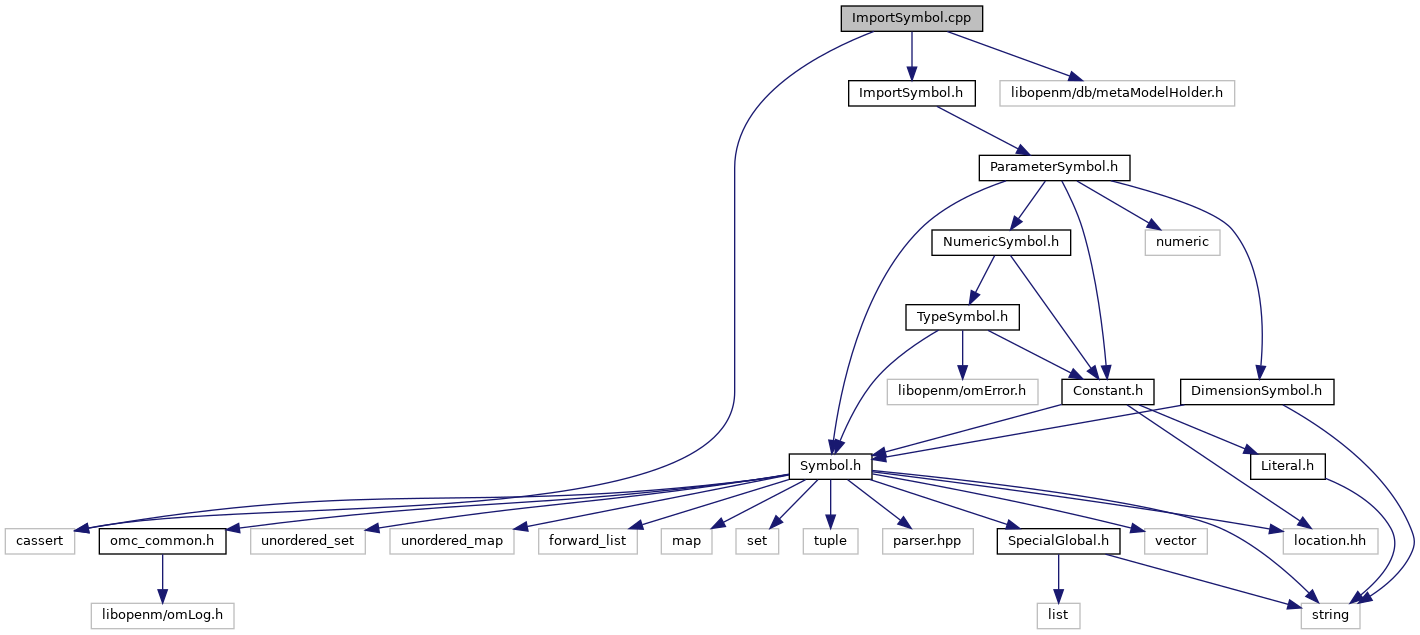 ImportSymbol.cpp
ImportSymbol.h
libopenm/db/metaModelHolder.h
ParameterSymbol.h
NumericSymbol.h
numeric
TypeSymbol.h
libopenm/omError.h
Constant.h
DimensionSymbol.h
Symbol.h
Literal.h
cassert
omc_common.h
unordered_set
unordered_map
forward_list
map
set
tuple
parser.hpp
SpecialGlobal.h
vector
location.hh
libopenm/omLog.h
list
string